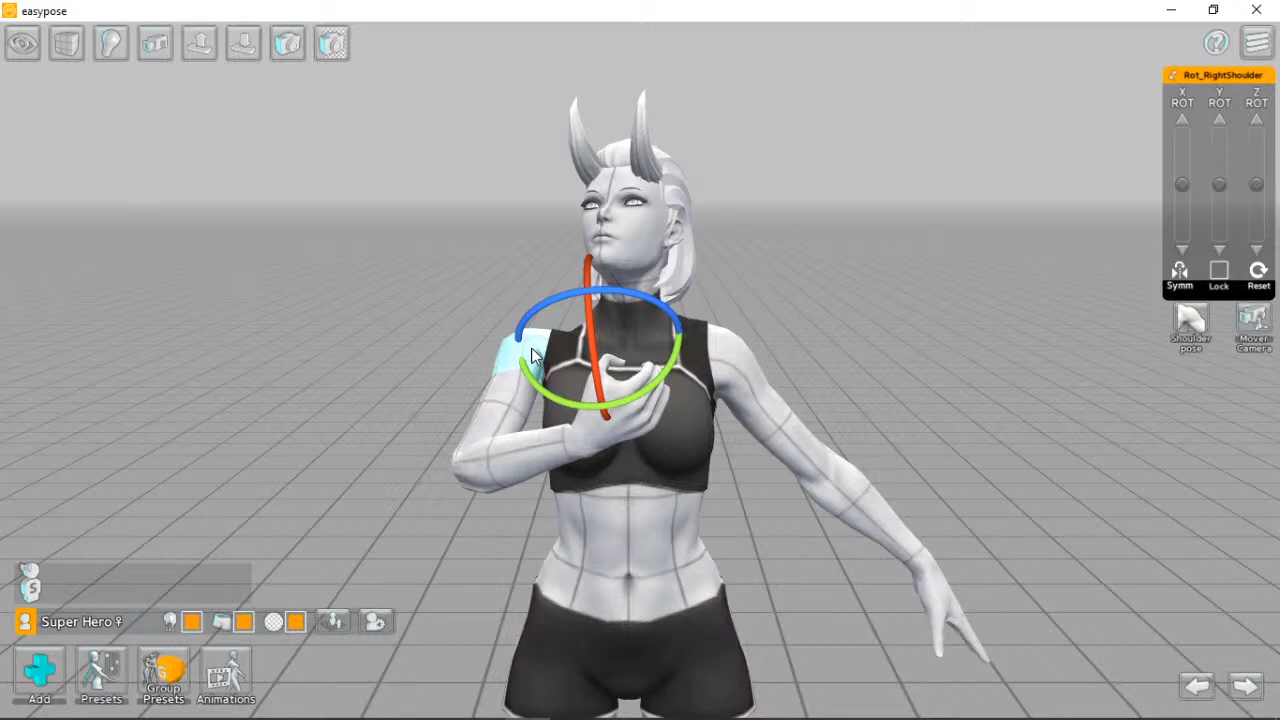 easypose
Rot_RightShoulder
X Y Z
ROT ROT ROT
Symm Lock Reset
Shoulder pose
Mover Camera
S
Super Hero♀
Add
Presets
G
Group Presets
Animations